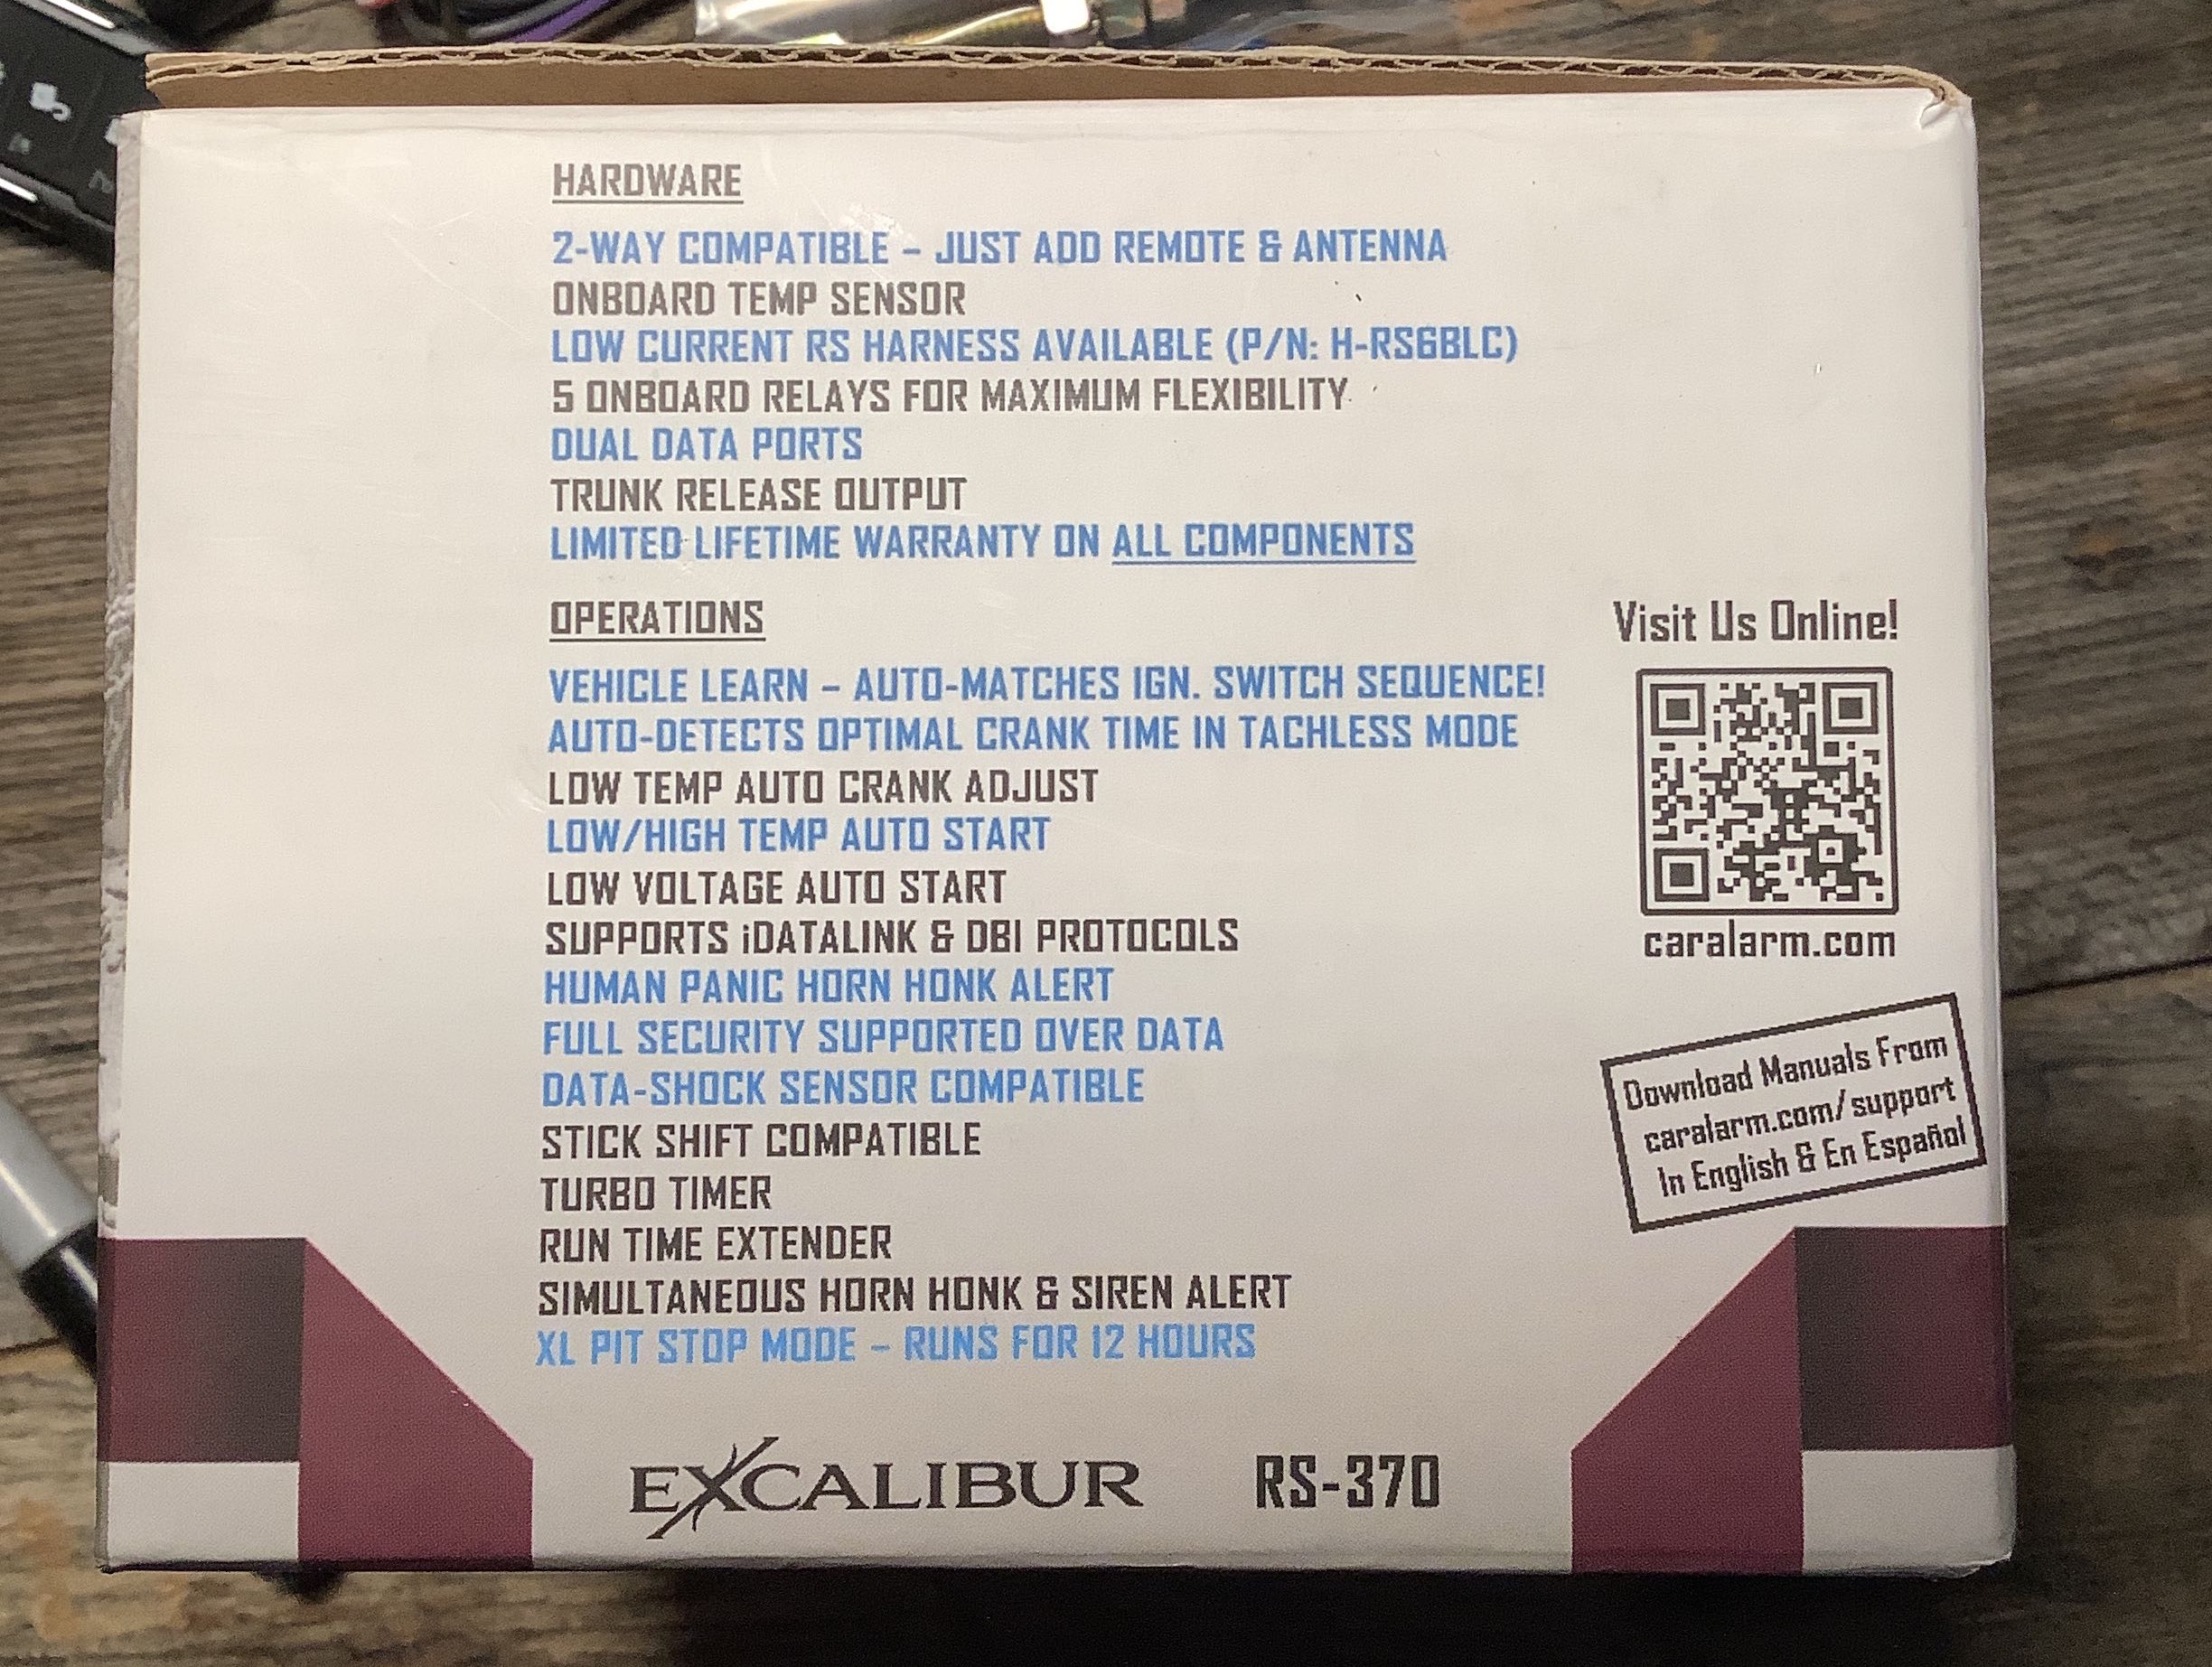 HARDWARE
2-WAY COMPATIBLE – JUST ADD REMOTE & ANTENNA
ONBOARD TEMP SENSOR
LOW CURRENT RS HARNESS AVAILABLE (P/N: H-RS6BLC)
5 ONBOARD RELAYS FOR MAXIMUM FLEXIBILITY
DUAL DATA PORTS
TRUNK RELEASE OUTPUT
LIMITED LIFETIME WARRANTY ON ALL COMPONENTS
OPERATIONS
VEHICLE LEARN – AUTO-MATCHES IGN. SWITCH SEQUENCE!
AUTO-DETECTS OPTIMAL CRANK TIME IN TACHLESS MODE
LOW TEMP AUTO CRANK ADJUST
LOW/HIGH TEMP AUTO START
LOW VOLTAGE AUTO START
SUPPORTS iDATALINK & DBI PROTOCOLS
HUMAN PANIC HORN HONK ALERT
FULL SECURITY SUPPORTED OVER DATA
DATA-SHOCK SENSOR COMPATIBLE
STICK SHIFT COMPATIBLE
TURBO TIMER
RUN TIME EXTENDER
SIMULTANEOUS HORN HONK & SIREN ALERT
XL PIT STOP MODE – RUNS FOR 12 HOURS
Visit Us Online!
caralarm.com
Download Manuals From
caralarm.com/support
In English & En Español
EXCALIBUR RS-370